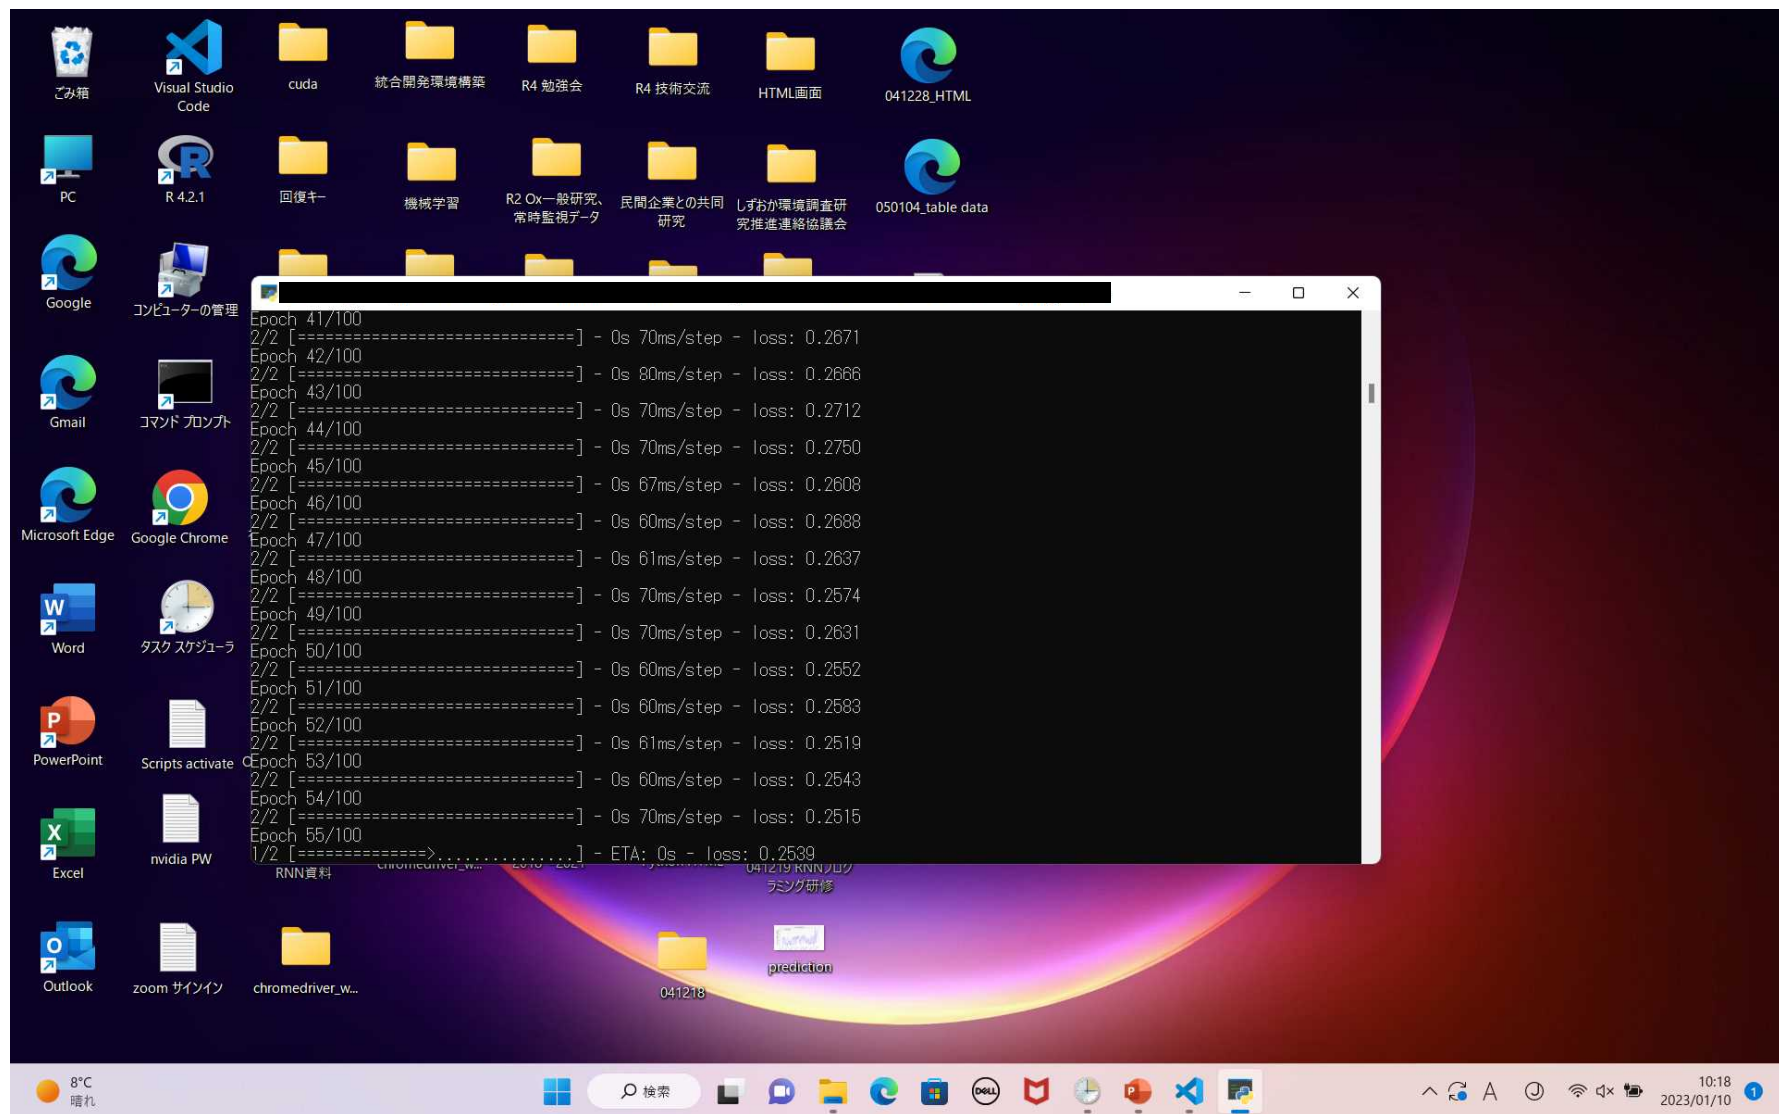 ごみ箱
Visual Studio
Code
cuda
統合開発環境構築
R4 勉強会
R4 技術交流
HTML画面
041228_HTML
PC
R 4.2.1
回復キー
機械学習
R2 Ox一般研究、
常時監視データ
民間企業との共同
研究
しずおか環境調査研
究推進連絡協議会
050104_table data
Google
コンピューターの管理
Gmail
コマンド プロンプト
Microsoft Edge
Google Chrome
Word
タスク スケジューラ
PowerPoint
Scripts activate
Excel
nvidia PW
Outlook
zoom サインイン
Epoch 41/100
2/2 [==============================] - 0s 70ms/step - loss: 0.2671
Epoch 42/100
2/2 [==============================] - 0s 80ms/step - loss: 0.2666
Epoch 43/100
2/2 [==============================] - 0s 70ms/step - loss: 0.2712
Epoch 44/100
2/2 [==============================] - 0s 70ms/step - loss: 0.2750
Epoch 45/100
2/2 [==============================] - 0s 67ms/step - loss: 0.2608
Epoch 46/100
2/2 [==============================] - 0s 60ms/step - loss: 0.2688
Epoch 47/100
2/2 [==============================] - 0s 61ms/step - loss: 0.2637
Epoch 48/100
2/2 [==============================] - 0s 70ms/step - loss: 0.2574
Epoch 49/100
2/2 [==============================] - 0s 70ms/step - loss: 0.2631
Epoch 50/100
2/2 [==============================] - 0s 60ms/step - loss: 0.2552
Epoch 51/100
2/2 [==============================] - 0s 60ms/step - loss: 0.2583
Epoch 52/100
2/2 [==============================] - 0s 61ms/step - loss: 0.2519
Epoch 53/100
2/2 [==============================] - 0s 60ms/step - loss: 0.2543
Epoch 54/100
2/2 [==============================] - 0s 70ms/step - loss: 0.2515
Epoch 55/100
1/2 [==============>...............] - ETA: 0s - loss: 0.2539
RNN資料
041219 RNNプログ
ラミング研修
chromedriver_w...
041218
prediction
8°C
晴れ
検索
DELL
A
10:18
2023/01/10
1